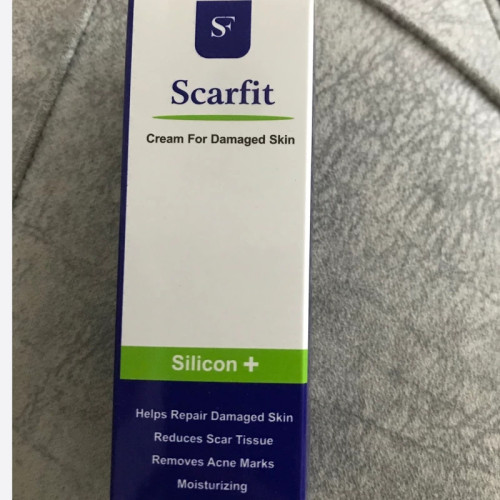 SF
Scarfit
Cream For Damaged Skin
Silicon +
Helps Repair Damaged Skin
Reduces Scar Tissue
Removes Acne Marks
Moisturizing